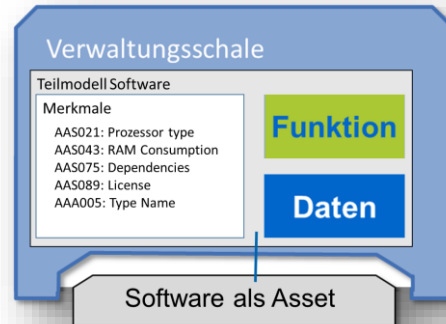 Verwaltungsschale
Teilmodell Software
Merkmale
AAS021: Prozessor type
AAS043: RAM Consumption
AAS075: Dependencies
AAS089: License
AAA005: Type Name
Funktion
Daten
Software als Asset